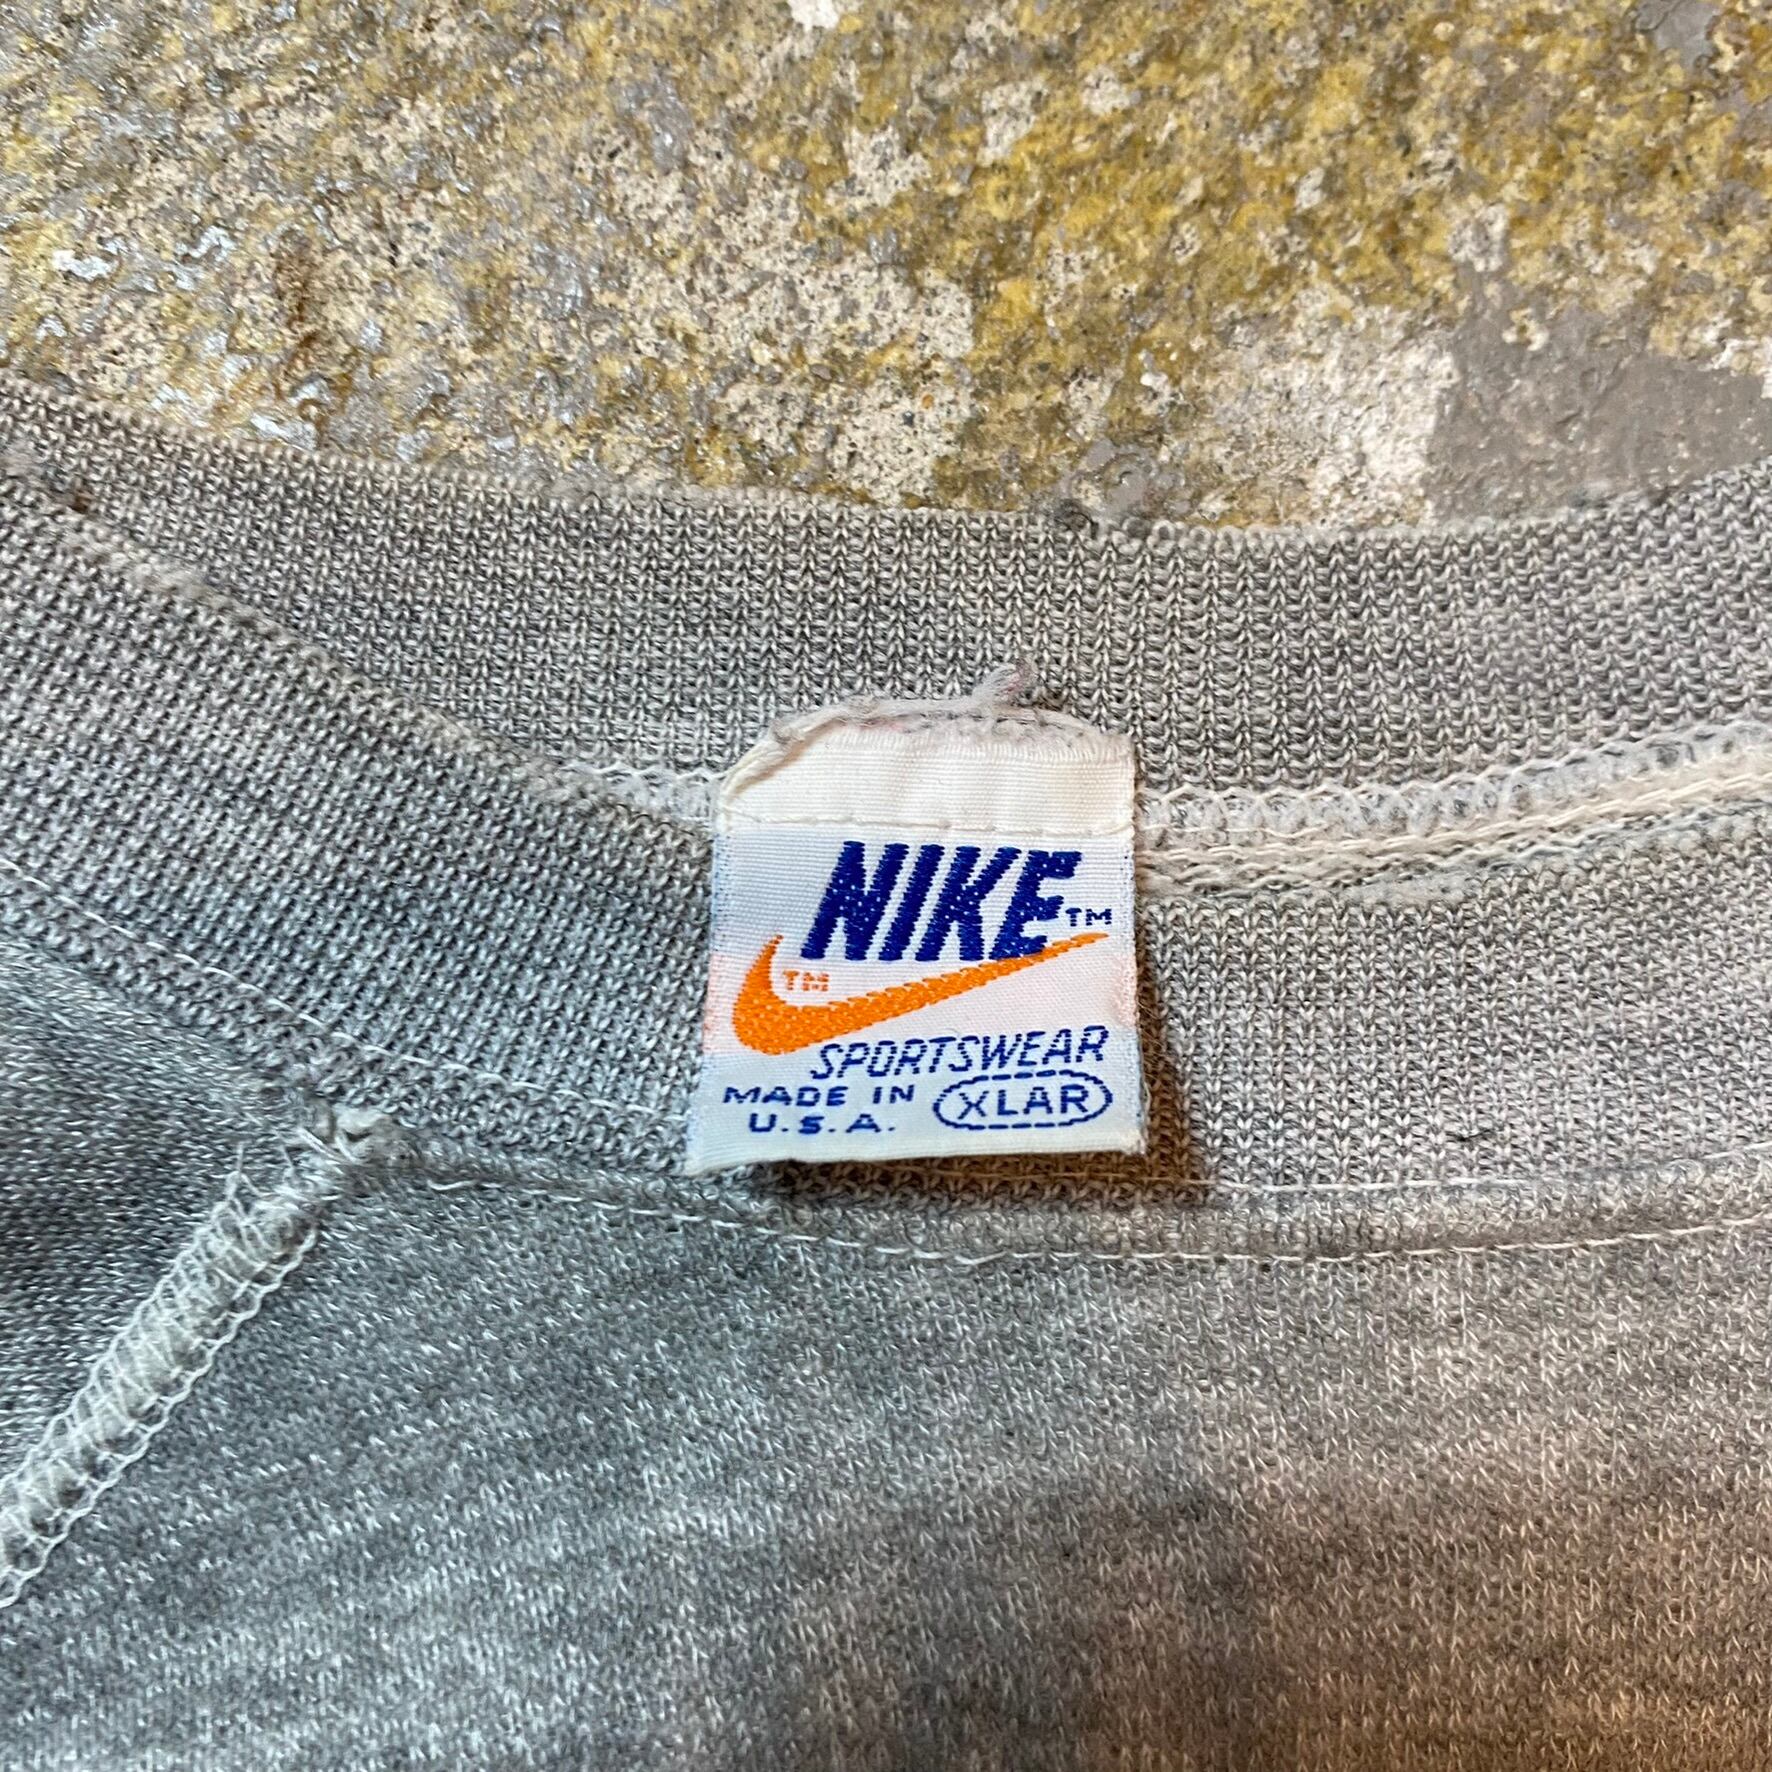 NIKE™
™
SPORTSWEAR
MADE IN XLAR
U.S.A.